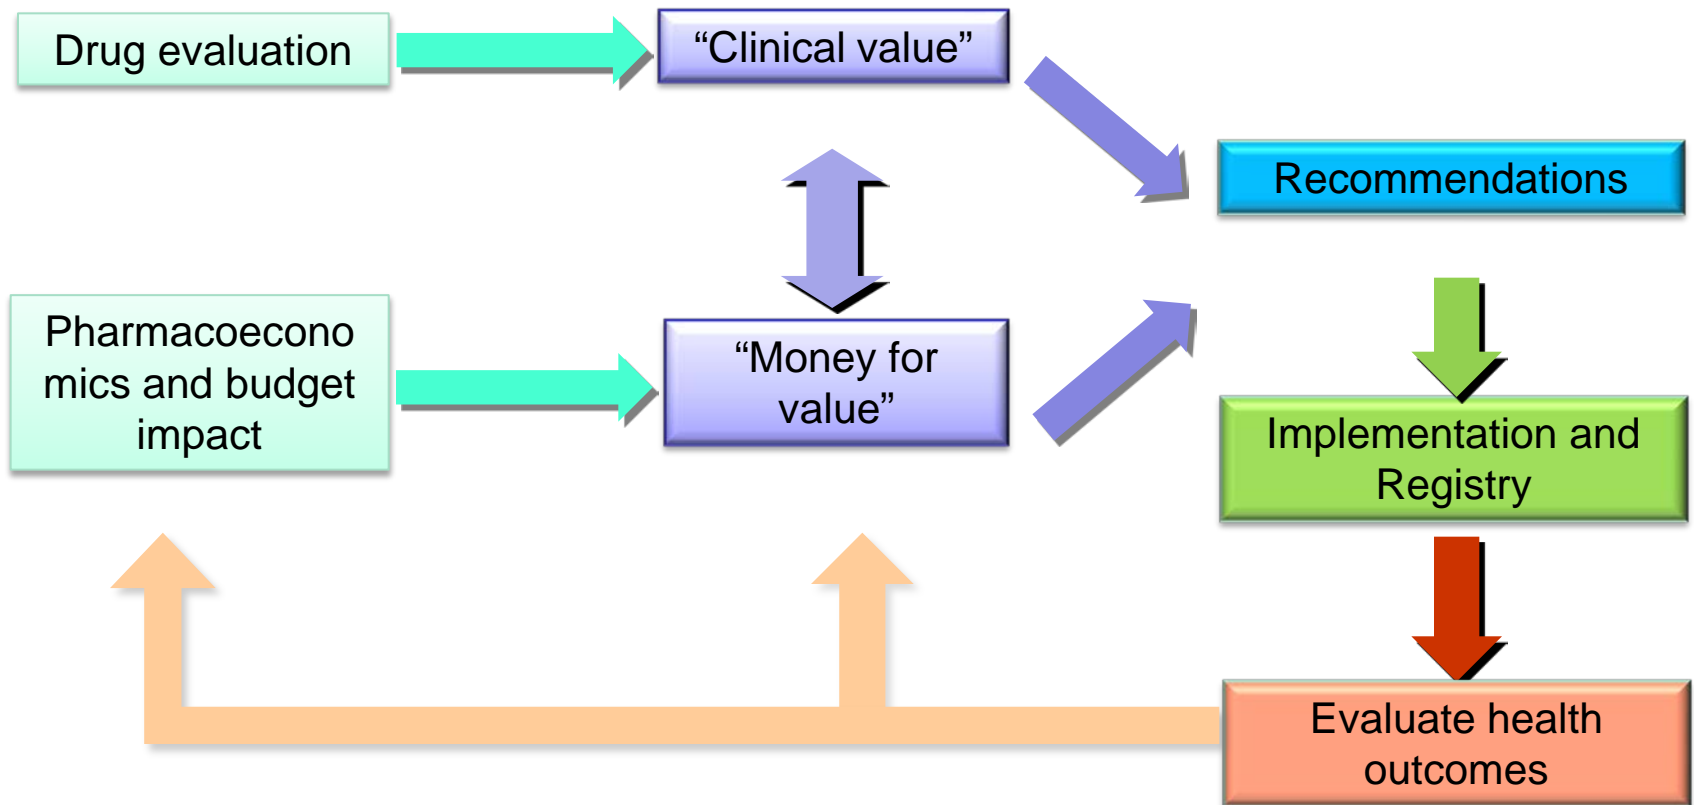 Drug evaluation
“Clinical value”
Recommendations
Pharmacoecono
mics and budget
impact
“Money for
value”
Implementation and
Registry
Evaluate health
outcomes